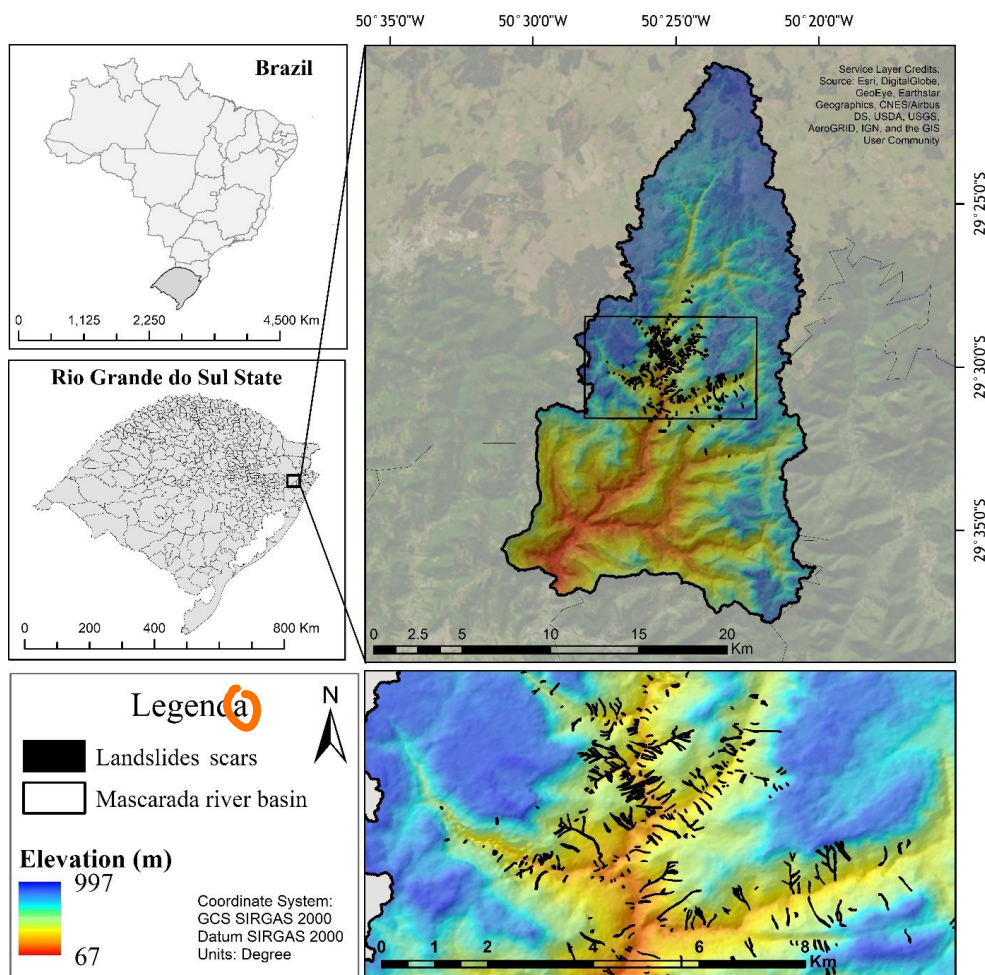 50°35'0"W 50°30'0"W 50°25'0"W 50°20'0"W
Brazil
0 1,125 2,250 4,500 Km
Rio Grande do Sul State
0 200 400 800 Km
Service Layer Credits:
Source: Esri, DigitalGlobe,
GeoEye, Earthstar
Geographics, CNES/Airbus
DS, USDA, USGS,
AeroGRID, IGN, and the GIS
User Community
29°25'0"S
29°30'0"S
29°35'0"S
0 2.5 5 10 15 20
Km
Legenda
N
Landslides scars
Mascarada river basin
Elevation (m)
997
67
Coordinate System:
GCS SIRGAS 2000
Datum SIRGAS 2000
Units: Degree
0 1 2 4 6 8
Km